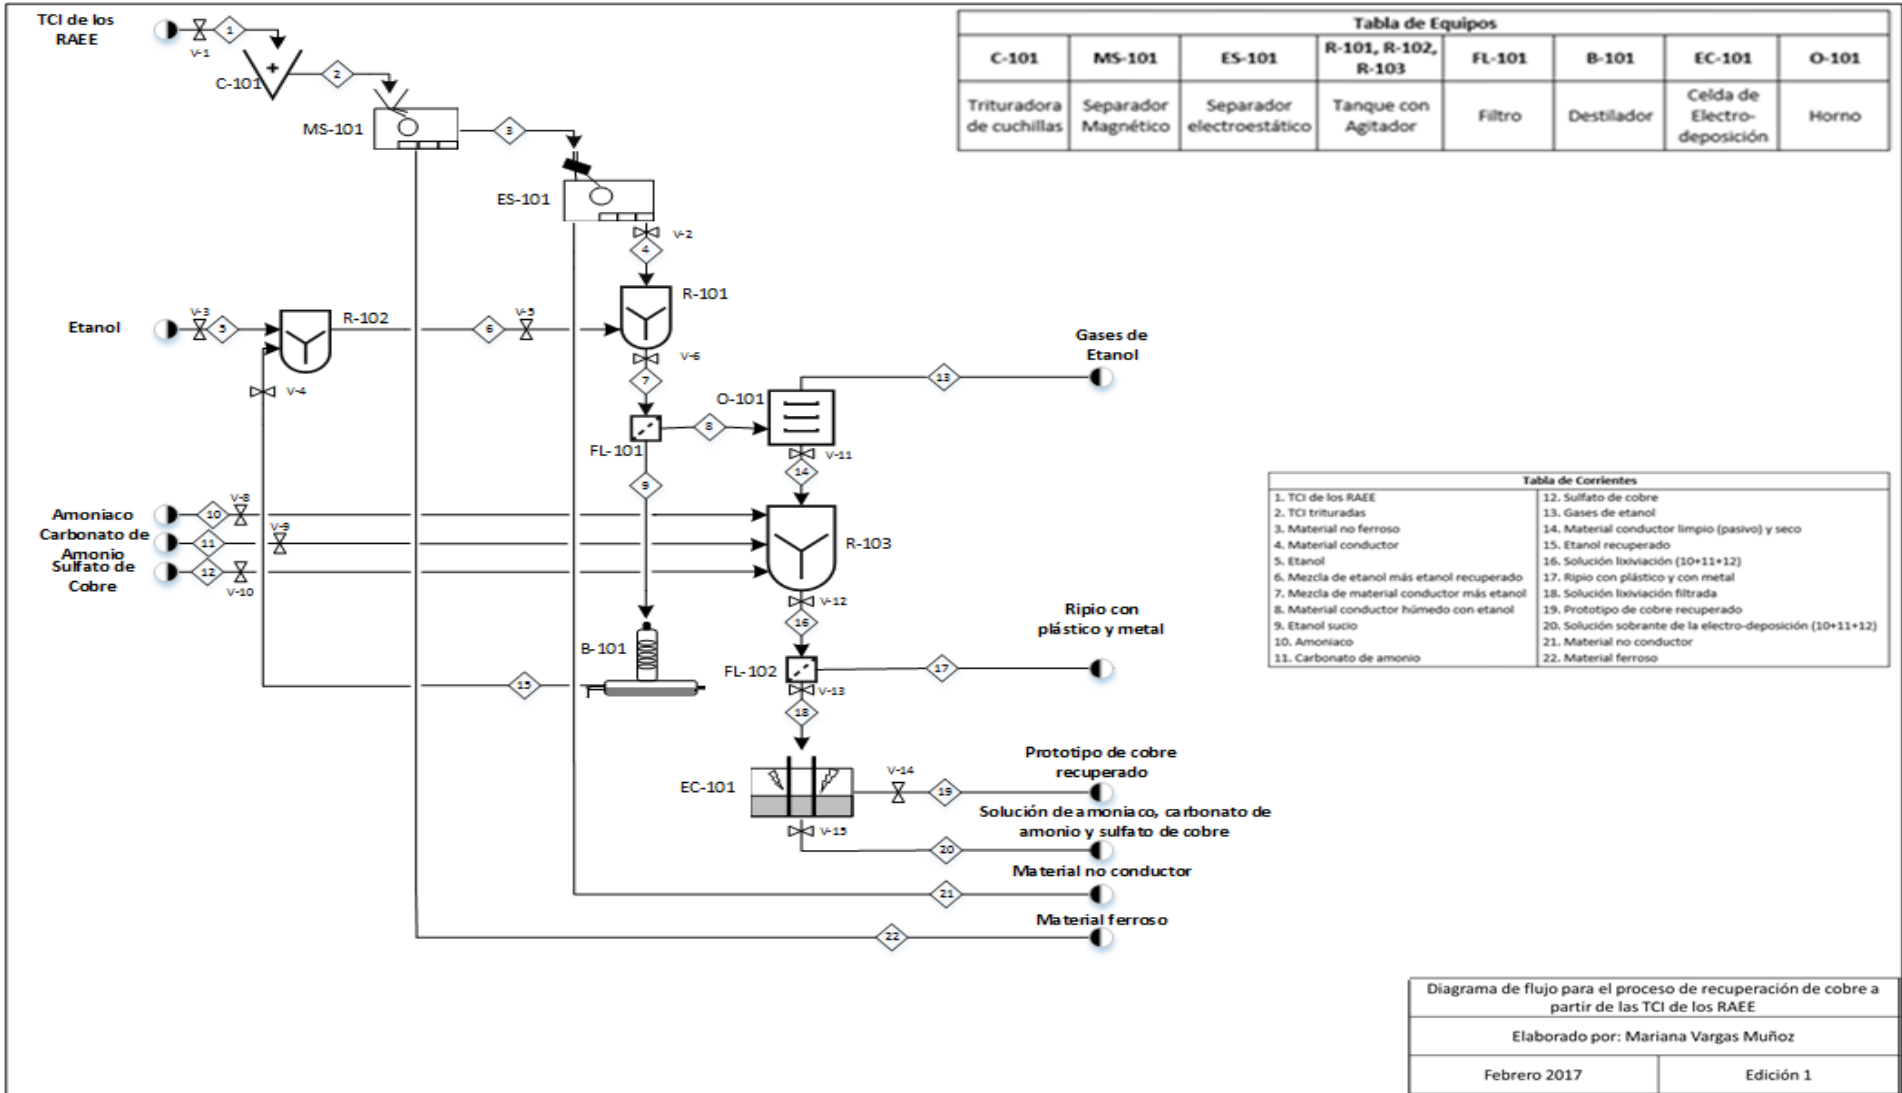 TCI de los
RAEE
V-1
1
C-101
2
MS-101
3
ES-101
V-2
4
R-101
Etanol
V-3
5
R-102
6
V-5
V-6
V-4
7
O-101
8
FL-101
9
Gases de
Etanol
13
V-11
14
Amoniaco
Carbonato de
Amonio
Sulfato de
Cobre
V-8
10
V-9
11
12
V-10
R-103
V-12
16
B-101
15
FL-102
V-13
17
Ripio con
plástico y metal
18
EC-101
V-14
19
Prototipo de cobre
recuperado
Solución de amoniaco, carbonato de
amonio y sulfato de cobre
V-15
20
Material no conductor
21
Material ferroso
22
Tabla de Equipos
C-101 MS-101 ES-101 R-101, R-102, R-103 FL-101 B-101 EC-101 O-101
Trituradora de cuchillas Separador Magnético Separador electroestático Tanque con Agitador Filtro Destilador Celda de Electro-deposición Horno
Tabla de Corrientes
1. TCI de los RAEE
2. TCI trituradas
3. Material no ferroso
4. Material conductor
5. Etanol
6. Mezcla de etanol más etanol recuperado
7. Mezcla de material conductor más etanol
8. Material conductor húmedo con etanol
9. Etanol sucio
10. Amoniaco
11. Carbonato de amonio
12. Sulfato de cobre
13. Gases de etanol
14. Material conductor limpio (pasivo) y seco
15. Etanol recuperado
16. Solución lixiviación (10+11+12)
17. Ripio con plástico y con metal
18. Solución lixiviación filtrada
19. Prototipo de cobre recuperado
20. Solución sobrante de la electro-deposición (10+11+12)
21. Material no conductor
22. Material ferroso
Diagrama de flujo para el proceso de recuperación de cobre a
partir de las TCI de los RAEE
Elaborado por: Mariana Vargas Muñoz
Febrero 2017
Edición 1